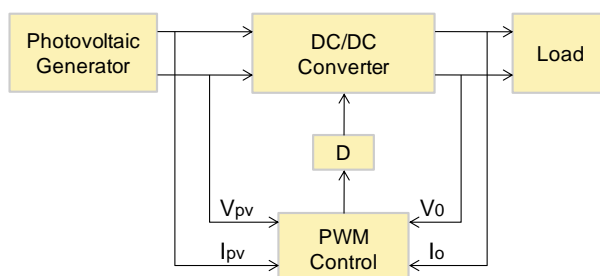 Photovoltaic
Generator
DC/DC
Converter
Load
D
Vpv
V0
Ipv
PWM
Control
Io